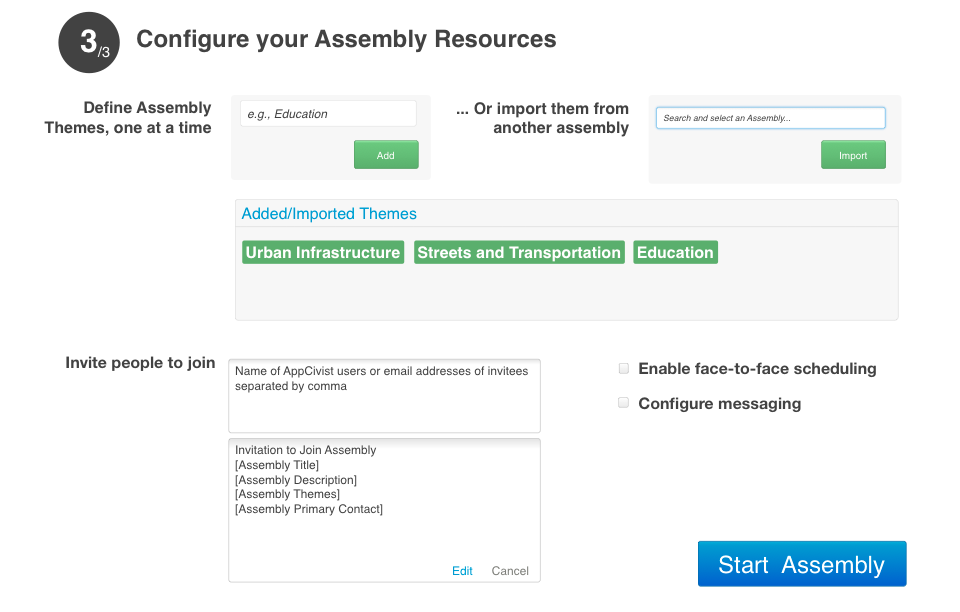 3/3
Configure your Assembly Resources
Define Assembly
Themes, one at a time
e.g., Education
Add
... Or import them from
another assembly
Search and select an Assembly...
Import
Added/Imported Themes
Urban Infrastructure Streets and Transportation Education
Invite people to join
Name of AppCivist users or email addresses of invitees
separated by comma
Invitation to Join Assembly
[Assembly Title]
[Assembly Description]
[Assembly Themes]
[Assembly Primary Contact]
Edit Cancel
Enable face-to-face scheduling
Configure messaging
Start Assembly